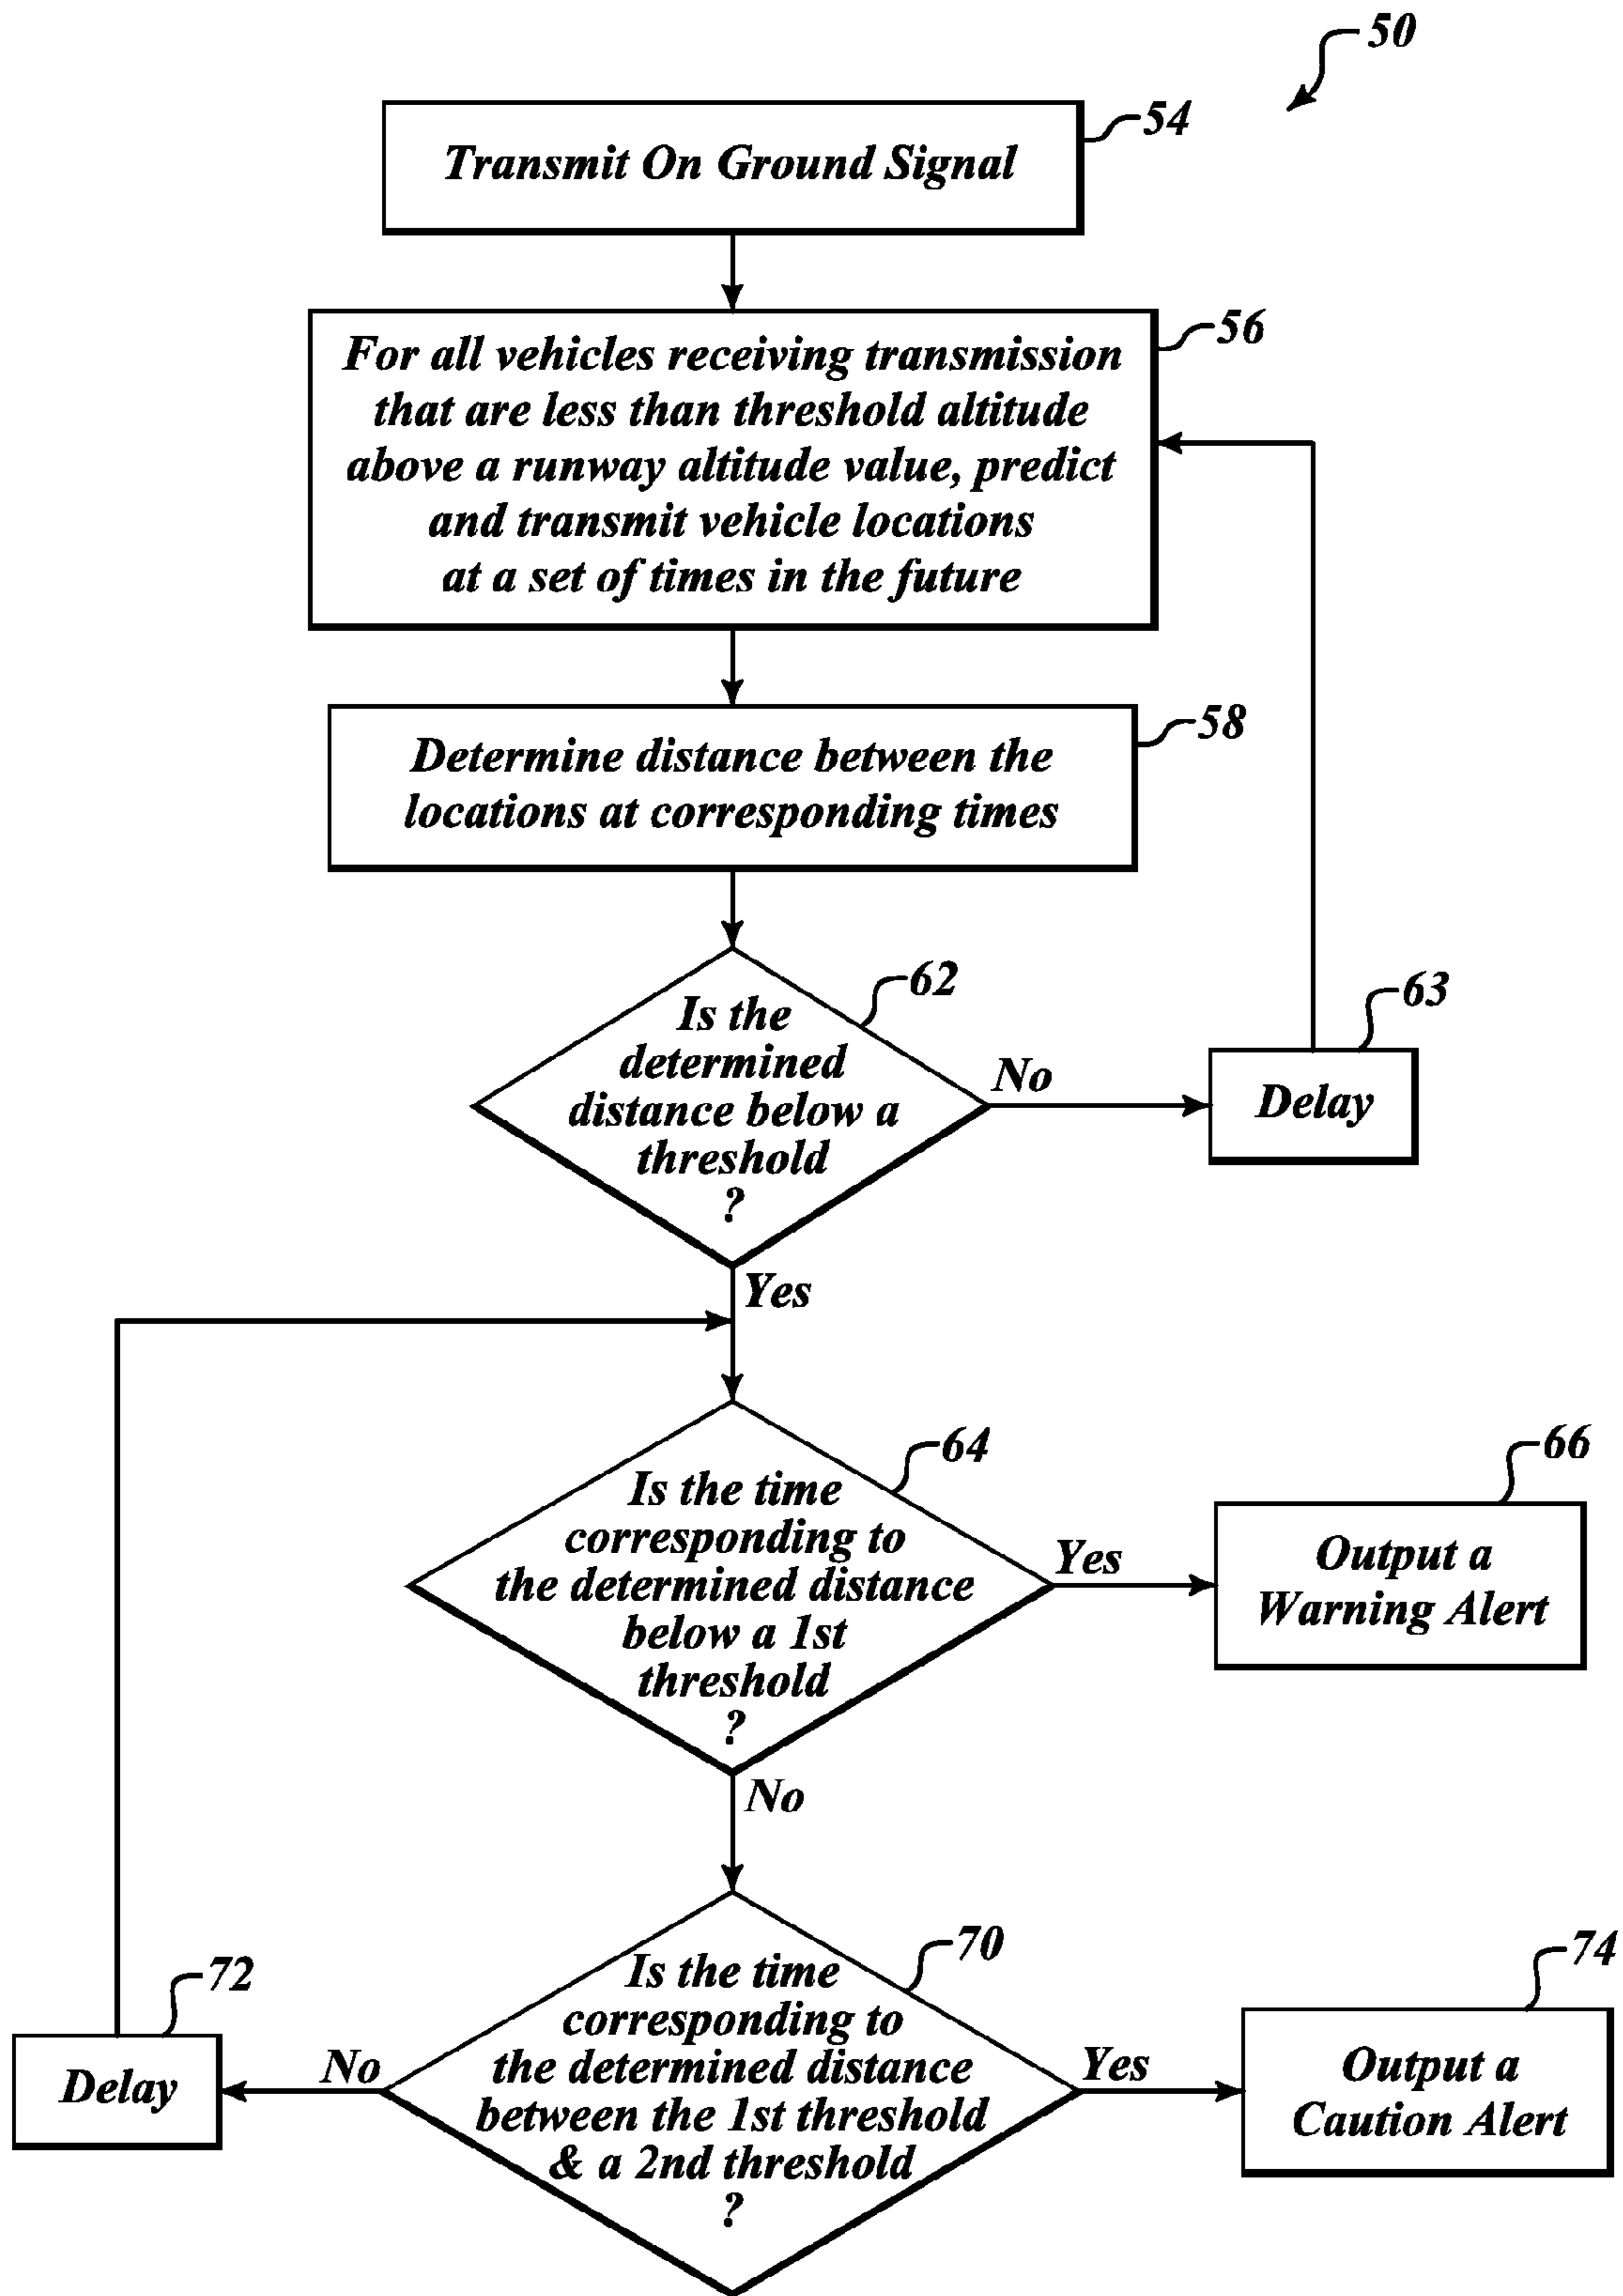 50
54
Transmit On Ground Signal
56
For all vehicles receiving transmission
that are less than threshold altitude
above a runway altitude value, predict
and transmit vehicle locations
at a set of times in the future
58
Determine distance between the
locations at corresponding times
62
Is the
determined
distance below a
threshold
?
No
63
Delay
Yes
64
Is the time
corresponding to
the determined distance
below a 1st
threshold
?
Yes
66
Output a
Warning Alert
No
70
Is the time
corresponding to
the determined distance
between the 1st threshold
& a 2nd threshold
?
No
72
Delay
Yes
74
Output a
Caution Alert